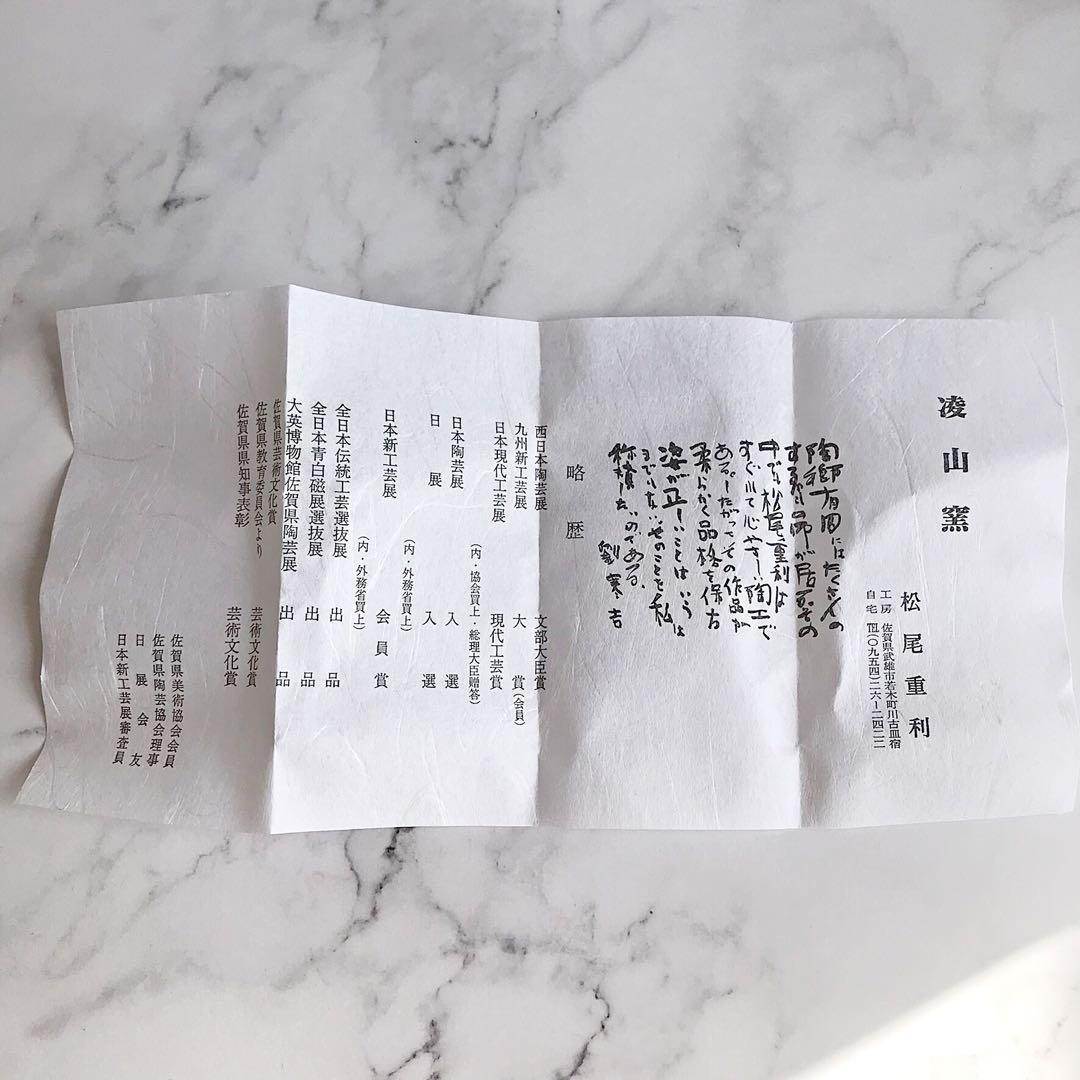 凌山窯
松尾重利
工房 佐賀県武雄市若木町川古皿宿
自宅 ℡(〇九五四)二六ー二四二二
陶郷有田にはたくさんの
陶
中でも松尾重利は
すぐれて心やさしい陶工で
ある。したがってその作品が
柔らかく品格を保ち
姿が正しいことはいう
までもない。そのことを私は
称賛したいのである。
劉寒吉
略歴
西日本陶芸展 文部大臣賞
九州新工芸展 大賞(会員)
日本現代工芸展 現代工芸賞
(内・協会買上・総理大臣贈答)
日本陶芸展 入選
日展 入選
(内・外務省買上)
日本新工芸展 会員賞
(内・外務省買上)
全日本伝統工芸選抜展 出品
全日本青白磁展選抜展 出品
大英博物館佐賀県陶芸展 出品
佐賀県芸術文化賞
佐賀県教育委員会より 芸術文化賞
佐賀県県知事表彰 芸術文化賞
佐賀県美術協会会員
佐賀県陶芸協会理事
日展会友
日本新工芸展審査員